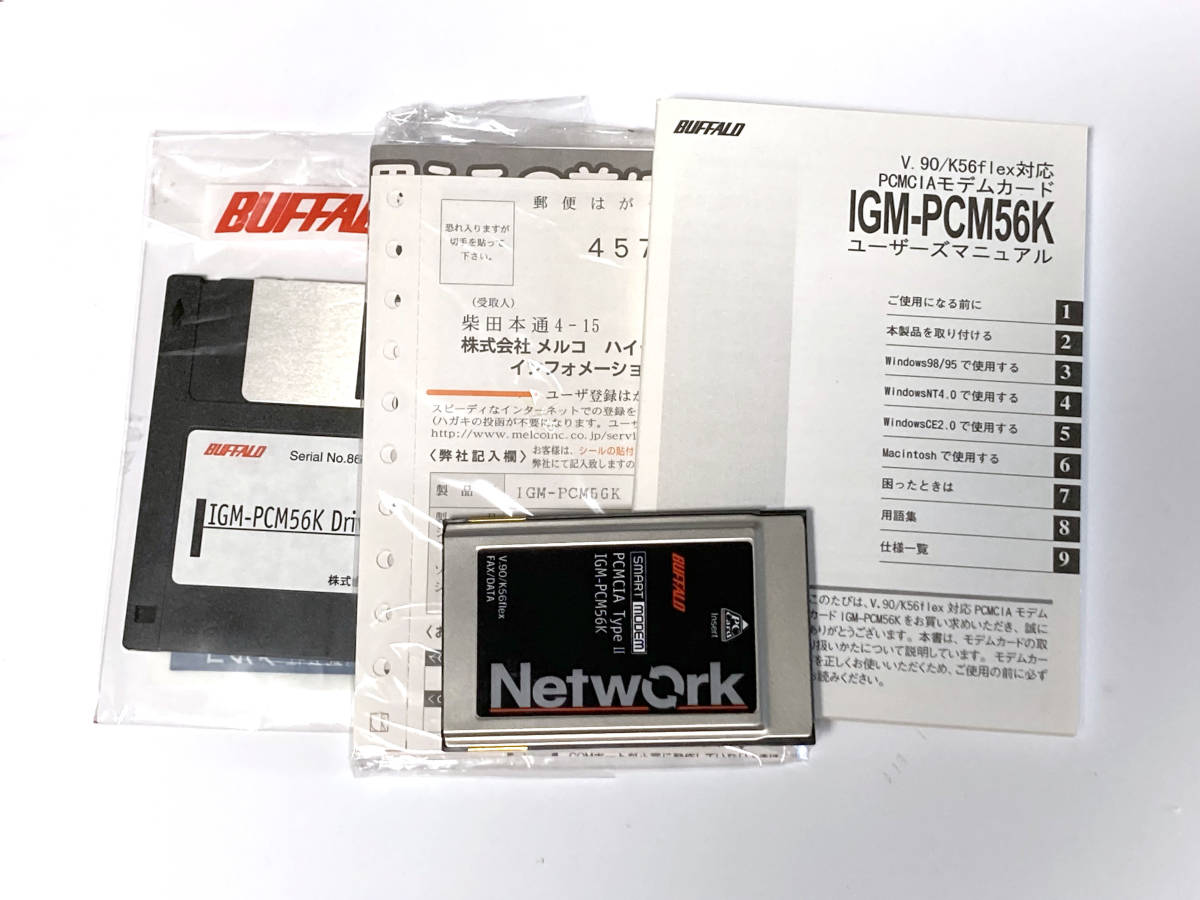 BUFFALO
Serial No.86
IGM-PCM56K Driv
株式
郵便はが
恐れ入りますが
切手を貼って
下さい。
457
(受取人)
柴田本通4-15
株式会社 メルコ ハイ
インフォメーショ
ユーザ登録はか
スピーディなインターネットでの登録を
(ハガキの投函が不要になります。ユーザ
http://www.melcoinc.co.jp/servi
〈弊社記入欄〉
お客様は、シールの貼付
弊社にて記入致しますの
製 品
IGM-PCM56K
BUFFALO
V.90/K56flex対応
PCMCIAモデムカード
IGM-PCM56K
ユーザーズマニュアル
ご使用になる前に 1
本製品を取り付ける 2
Windows98/95で使用する 3
WindowsNT4.0で使用する 4
WindowsCE2.0で使用する 5
Macintoshで使用する 6
困ったときは 7
用語集 8
仕様一覧 9
このたびは、V.90/K56flex対応PCMCIAモデム
カードIGM-PCM56Kをお買い求めいただき、誠に
ありがとうございます。本書は、モデムカードの取
り扱いかたについて説明しています。モデムカー
を正しくお使いいただくため、ご使用の前に必ず
お読みください。
BUFFALO
SMART MODEM
PCMCIA Type II
IGM-PCM56K
V.90/K56flex
FAX/DATA
PC Card
Insert
Network